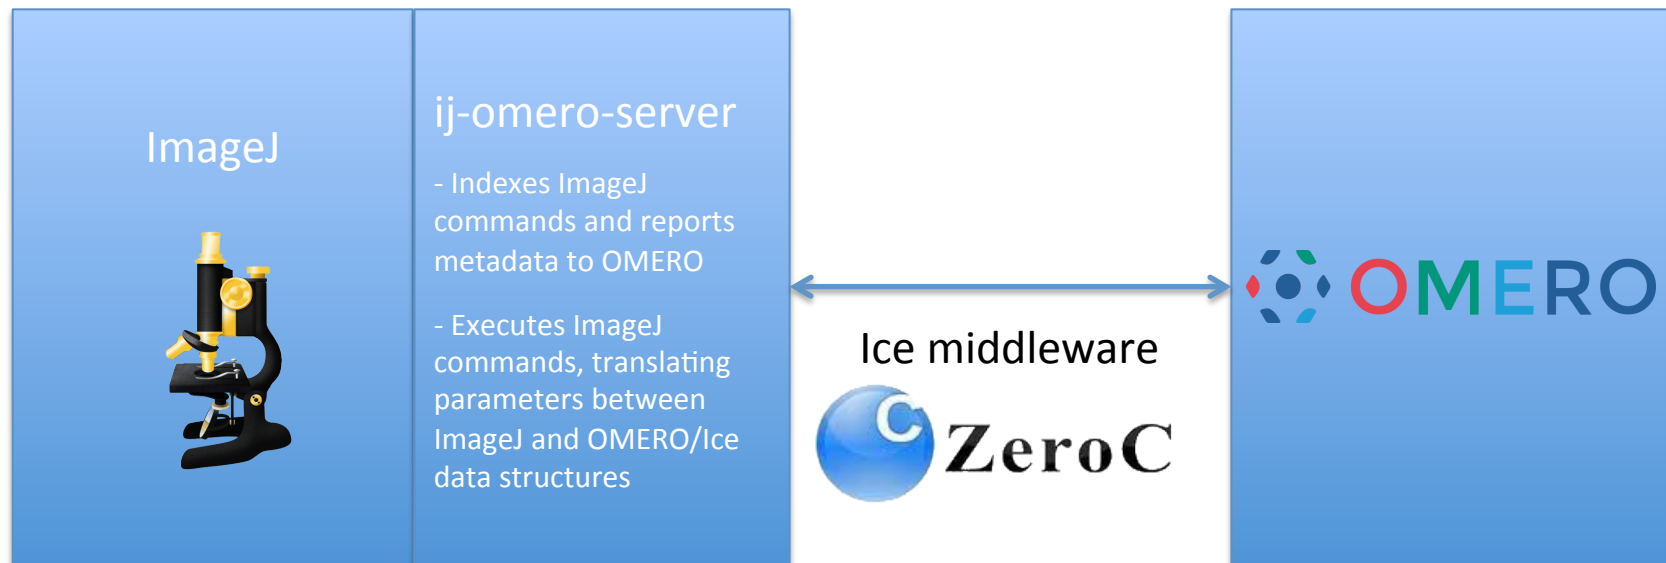 ImageJ
ij-omero-server
- Indexes ImageJ
commands and reports
metadata to OMERO
- Executes ImageJ
commands, translating
parameters between
ImageJ and OMERO/Ice
data structures
Ice middleware
C
ZeroC
OMERO